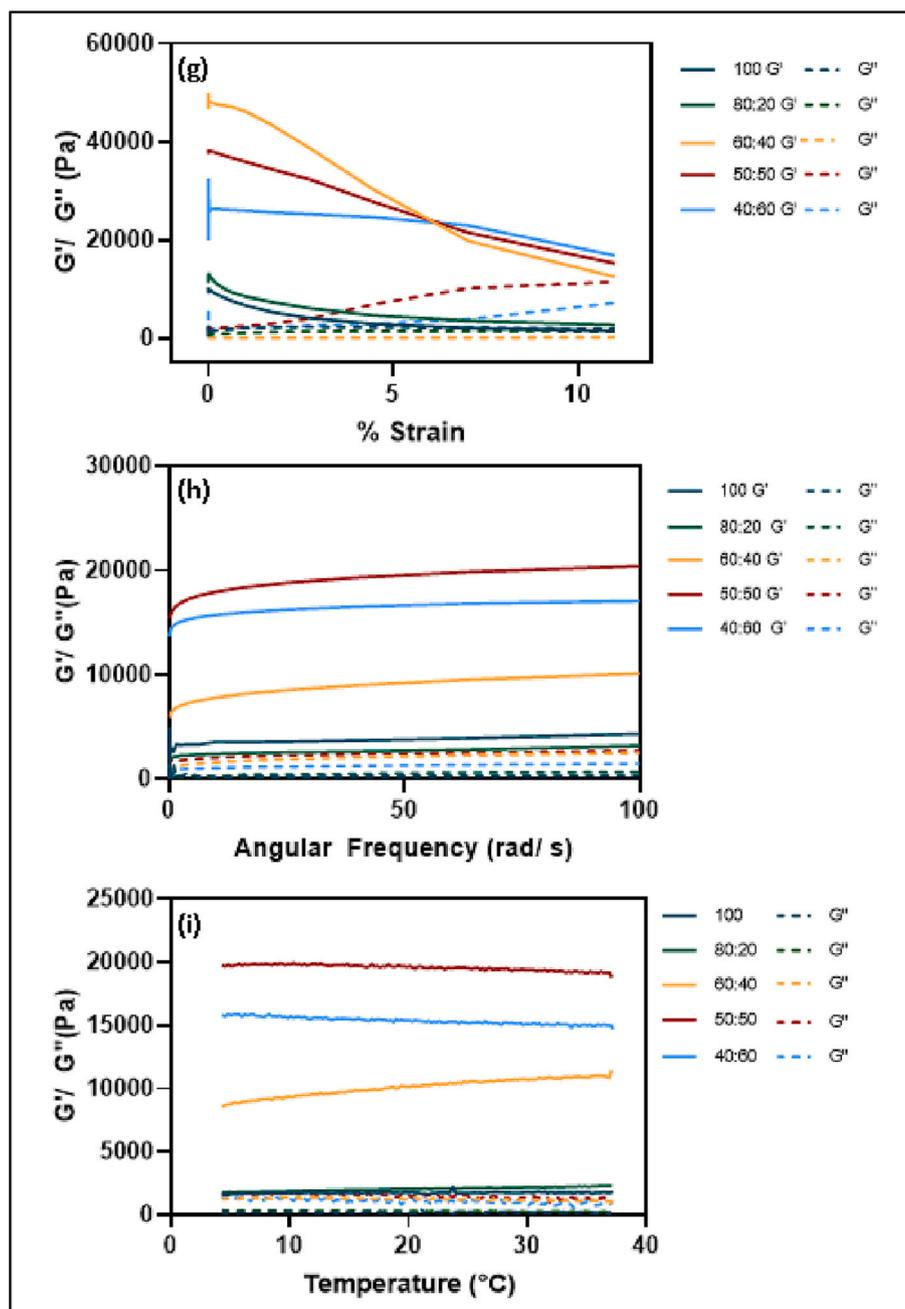 60000
(g)
40000
20000
0
G'/ G'' (Pa)
0 5 10
% Strain
100 G' G''
80:20 G' G''
60:40 G' G''
50:50 G' G''
40:60 G' G''
30000
(h)
20000
10000
0
G'/ G''(Pa)
0 50 100
Angular Frequency (rad/ s)
100 G' G''
80:20 G' G''
60:40 G' G''
50:50 G' G''
40:60 G' G''
25000
(i)
20000
15000
10000
5000
0
G'/ G''(Pa)
0 10 20 30 40
Temperature (°C)
100 G''
80:20 G''
60:40 G''
50:50 G''
40:60 G''